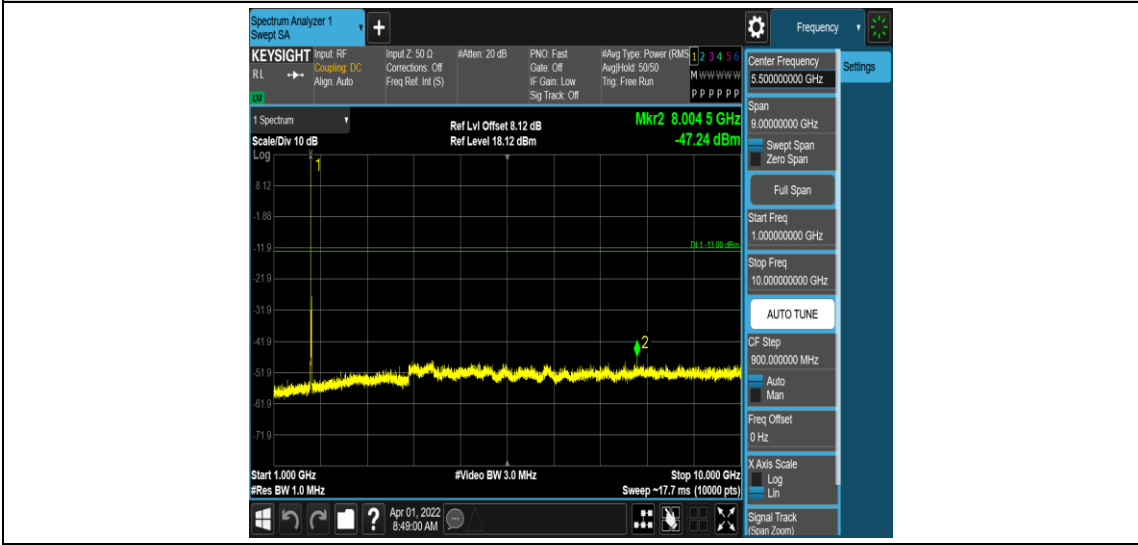 Spectrum Analyzer 1
Swept SA
+
Frequency
KEYSIGHT
RL
LXI
Input: RF
Coupling: DC
Align: Auto
Input Z: 50 Ω
Corrections: Off
Freq Ref: Int (S)
#Atten: 20 dB
PNO: Fast
Gate: Off
IF Gain: Low
Sig Track: Off
#Avg Type: Power (RMS
Avg|Hold: 50/50
Trig: Free Run
1 2 3 4 5 6
M W W W W W
P P P P P P
1 Spectrum
Scale/Div 10 dB
Log
Ref Lvl Offset 8.12 dB
Ref Level 18.12 dBm
Mkr2 8.004 5 GHz
-47.24 dBm
1
8.12
-1.88
-11.9
DL1 -13.00 dBm
-21.9
-31.9
-41.9
2
-51.9
-61.9
-71.9
Start 1.000 GHz
#Video BW 3.0 MHz
Stop 10.000 GHz
#Res BW 1.0 MHz
Sweep ~17.7 ms (10000 pts)
?
Apr 01, 2022
8:49:00 AM
Center Frequency
5.500000000 GHz
Settings
Span
9.00000000 GHz
Swept Span
Zero Span
Full Span
Start Freq
1.000000000 GHz
Stop Freq
10.000000000 GHz
AUTO TUNE
CF Step
900.000000 MHz
Auto
Man
Freq Offset
0 Hz
X Axis Scale
Log
Lin
Signal Track
(Span Zoom)